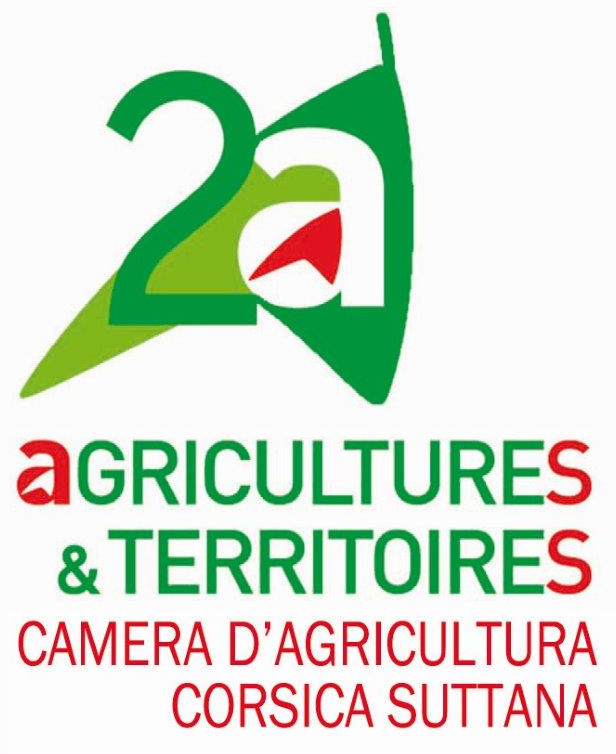 2a
aGRICULTURES
& TERRITOIRES
CAMERA D'AGRICULTURA
CORSICA SUTTANA